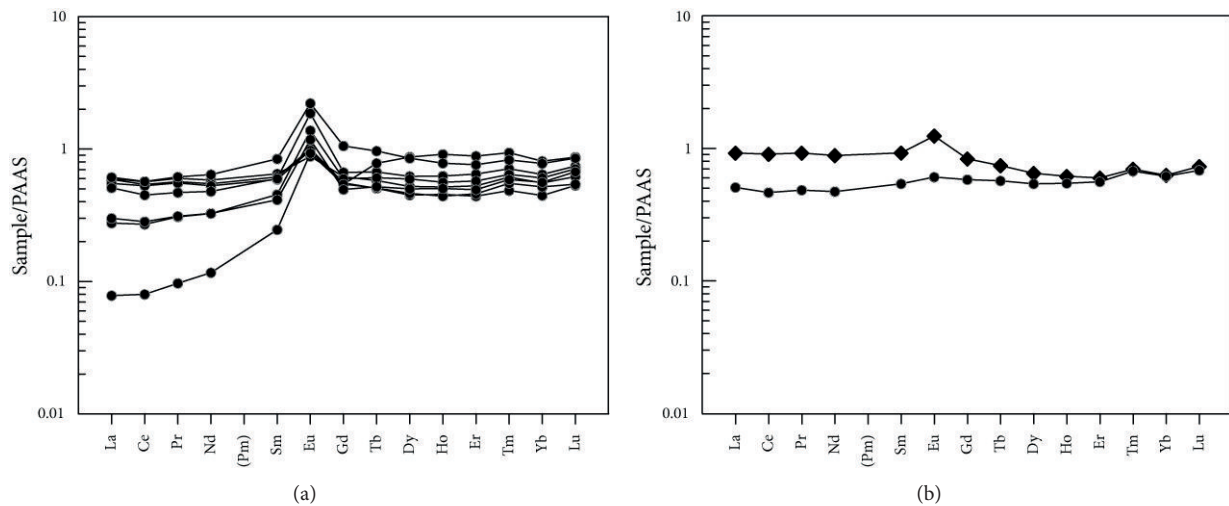 10
1
0.1
0.01
Sample/PAAS
La Ce Pr Nd (Pm) Sm Eu Gd Tb Dy Ho Er Tm Yb Lu
(a)
10
1
0.1
0.01
Sample/PAAS
La Ce Pr Nd (Pm) Sm Eu Gd Tb Dy Ho Er Tm Yb Lu
(b)